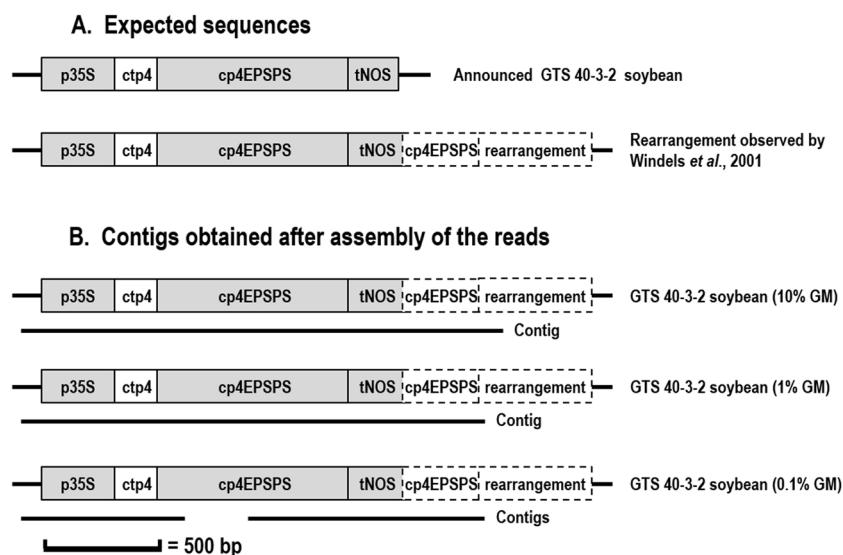 A. Expected sequences
p35S ctp4 cp4EPSPS tNOS Announced GTS 40-3-2 soybean
p35S ctp4 cp4EPSPS tNOS cp4EPSPS rearrangement Rearrangement observed by
Windels et al., 2001
B. Contigs obtained after assembly of the reads
p35S ctp4 cp4EPSPS tNOS cp4EPSPS rearrangement GTS 40-3-2 soybean (10% GM)
Contig
p35S ctp4 cp4EPSPS tNOS cp4EPSPS rearrangement GTS 40-3-2 soybean (1% GM)
Contig
p35S ctp4 cp4EPSPS tNOS cp4EPSPS rearrangement GTS 40-3-2 soybean (0.1% GM)
Contigs
= 500 bp